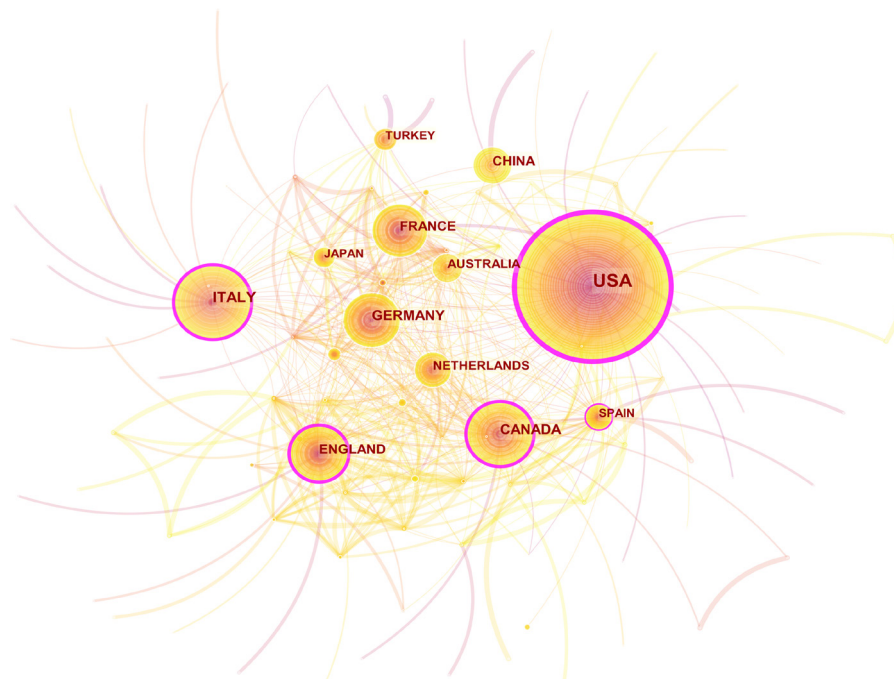 TURKEY
CHINA
FRANCE
JAPAN
AUSTRALIA
USA
ITALY
GERMANY
NETHERLANDS
SPAIN
CANADA
ENGLAND